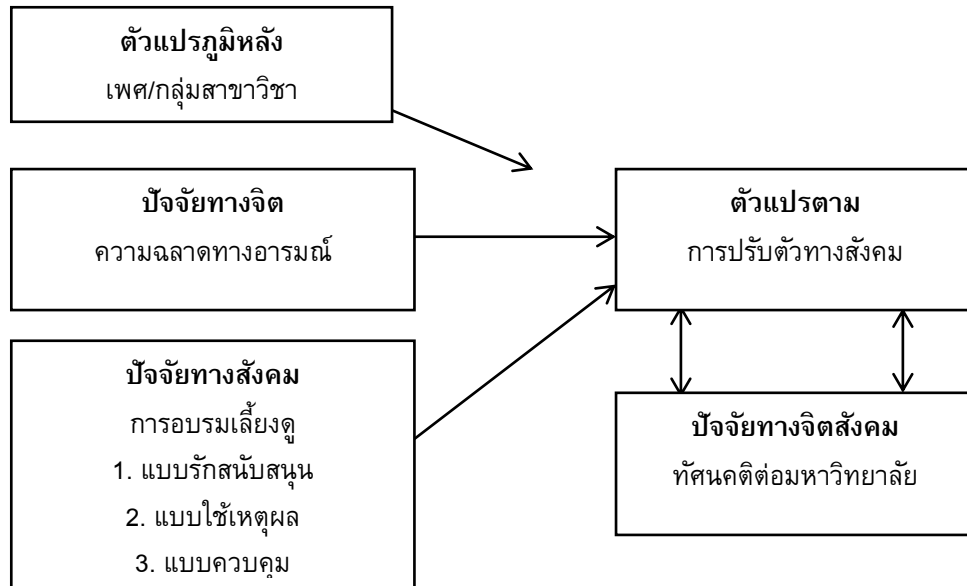 ตัวแปรภูมิหลัง
เพศ/กลุ่มสาขาวิชา
ปัจจัยทางจิต
ความฉลาดทางอารมณ์
ปัจจัยทางสังคม
การอบรมเลี้ยงดู
1. แบบรักสนับสนุน
2. แบบใช้เหตุผล
3. แบบควบคุม
ตัวแปรตาม
การปรับตัวทางสังคม
ปัจจัยทางจิตสังคม
ทัศนคติต่อมหาวิทยาลัย